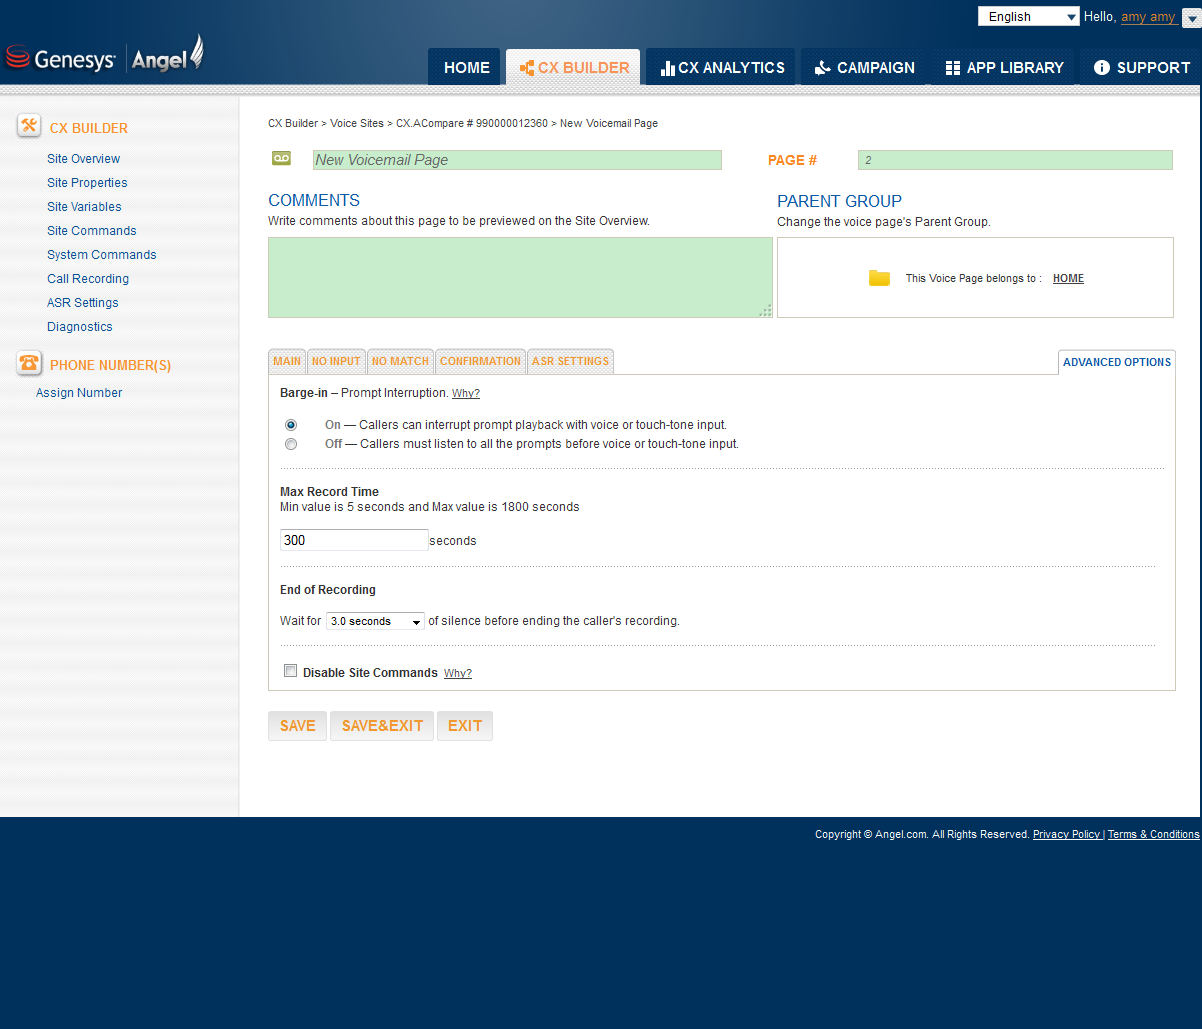 English Hello, amy amy
Genesys Angel
HOME CX BUILDER CX ANALYTICS CAMPAIGN APP LIBRARY SUPPORT
CX BUILDER
Site Overview
Site Properties
Site Variables
Site Commands
System Commands
Call Recording
ASR Settings
Diagnostics
PHONE NUMBER(S)
Assign Number
CX Builder > Voice Sites > CX.ACompare # 990000012360 > New Voicemail Page
New Voicemail Page PAGE # 2
COMMENTS
Write comments about this page to be previewed on the Site Overview.
PARENT GROUP
Change the voice page's Parent Group.
This Voice Page belongs to : HOME
MAIN NO INPUT NO MATCH CONFIRMATION ASR SETTINGS ADVANCED OPTIONS
Barge-in – Prompt Interruption. Why?
On — Callers can interrupt prompt playback with voice or touch-tone input.
Off — Callers must listen to all the prompts before voice or touch-tone input.
Max Record Time
Min value is 5 seconds and Max value is 1800 seconds
300 seconds
End of Recording
Wait for 3.0 seconds of silence before ending the caller's recording.
Disable Site Commands Why?
SAVE SAVE&EXIT EXIT
Copyright © Angel.com. All Rights Reserved. Privacy Policy | Terms & Conditions